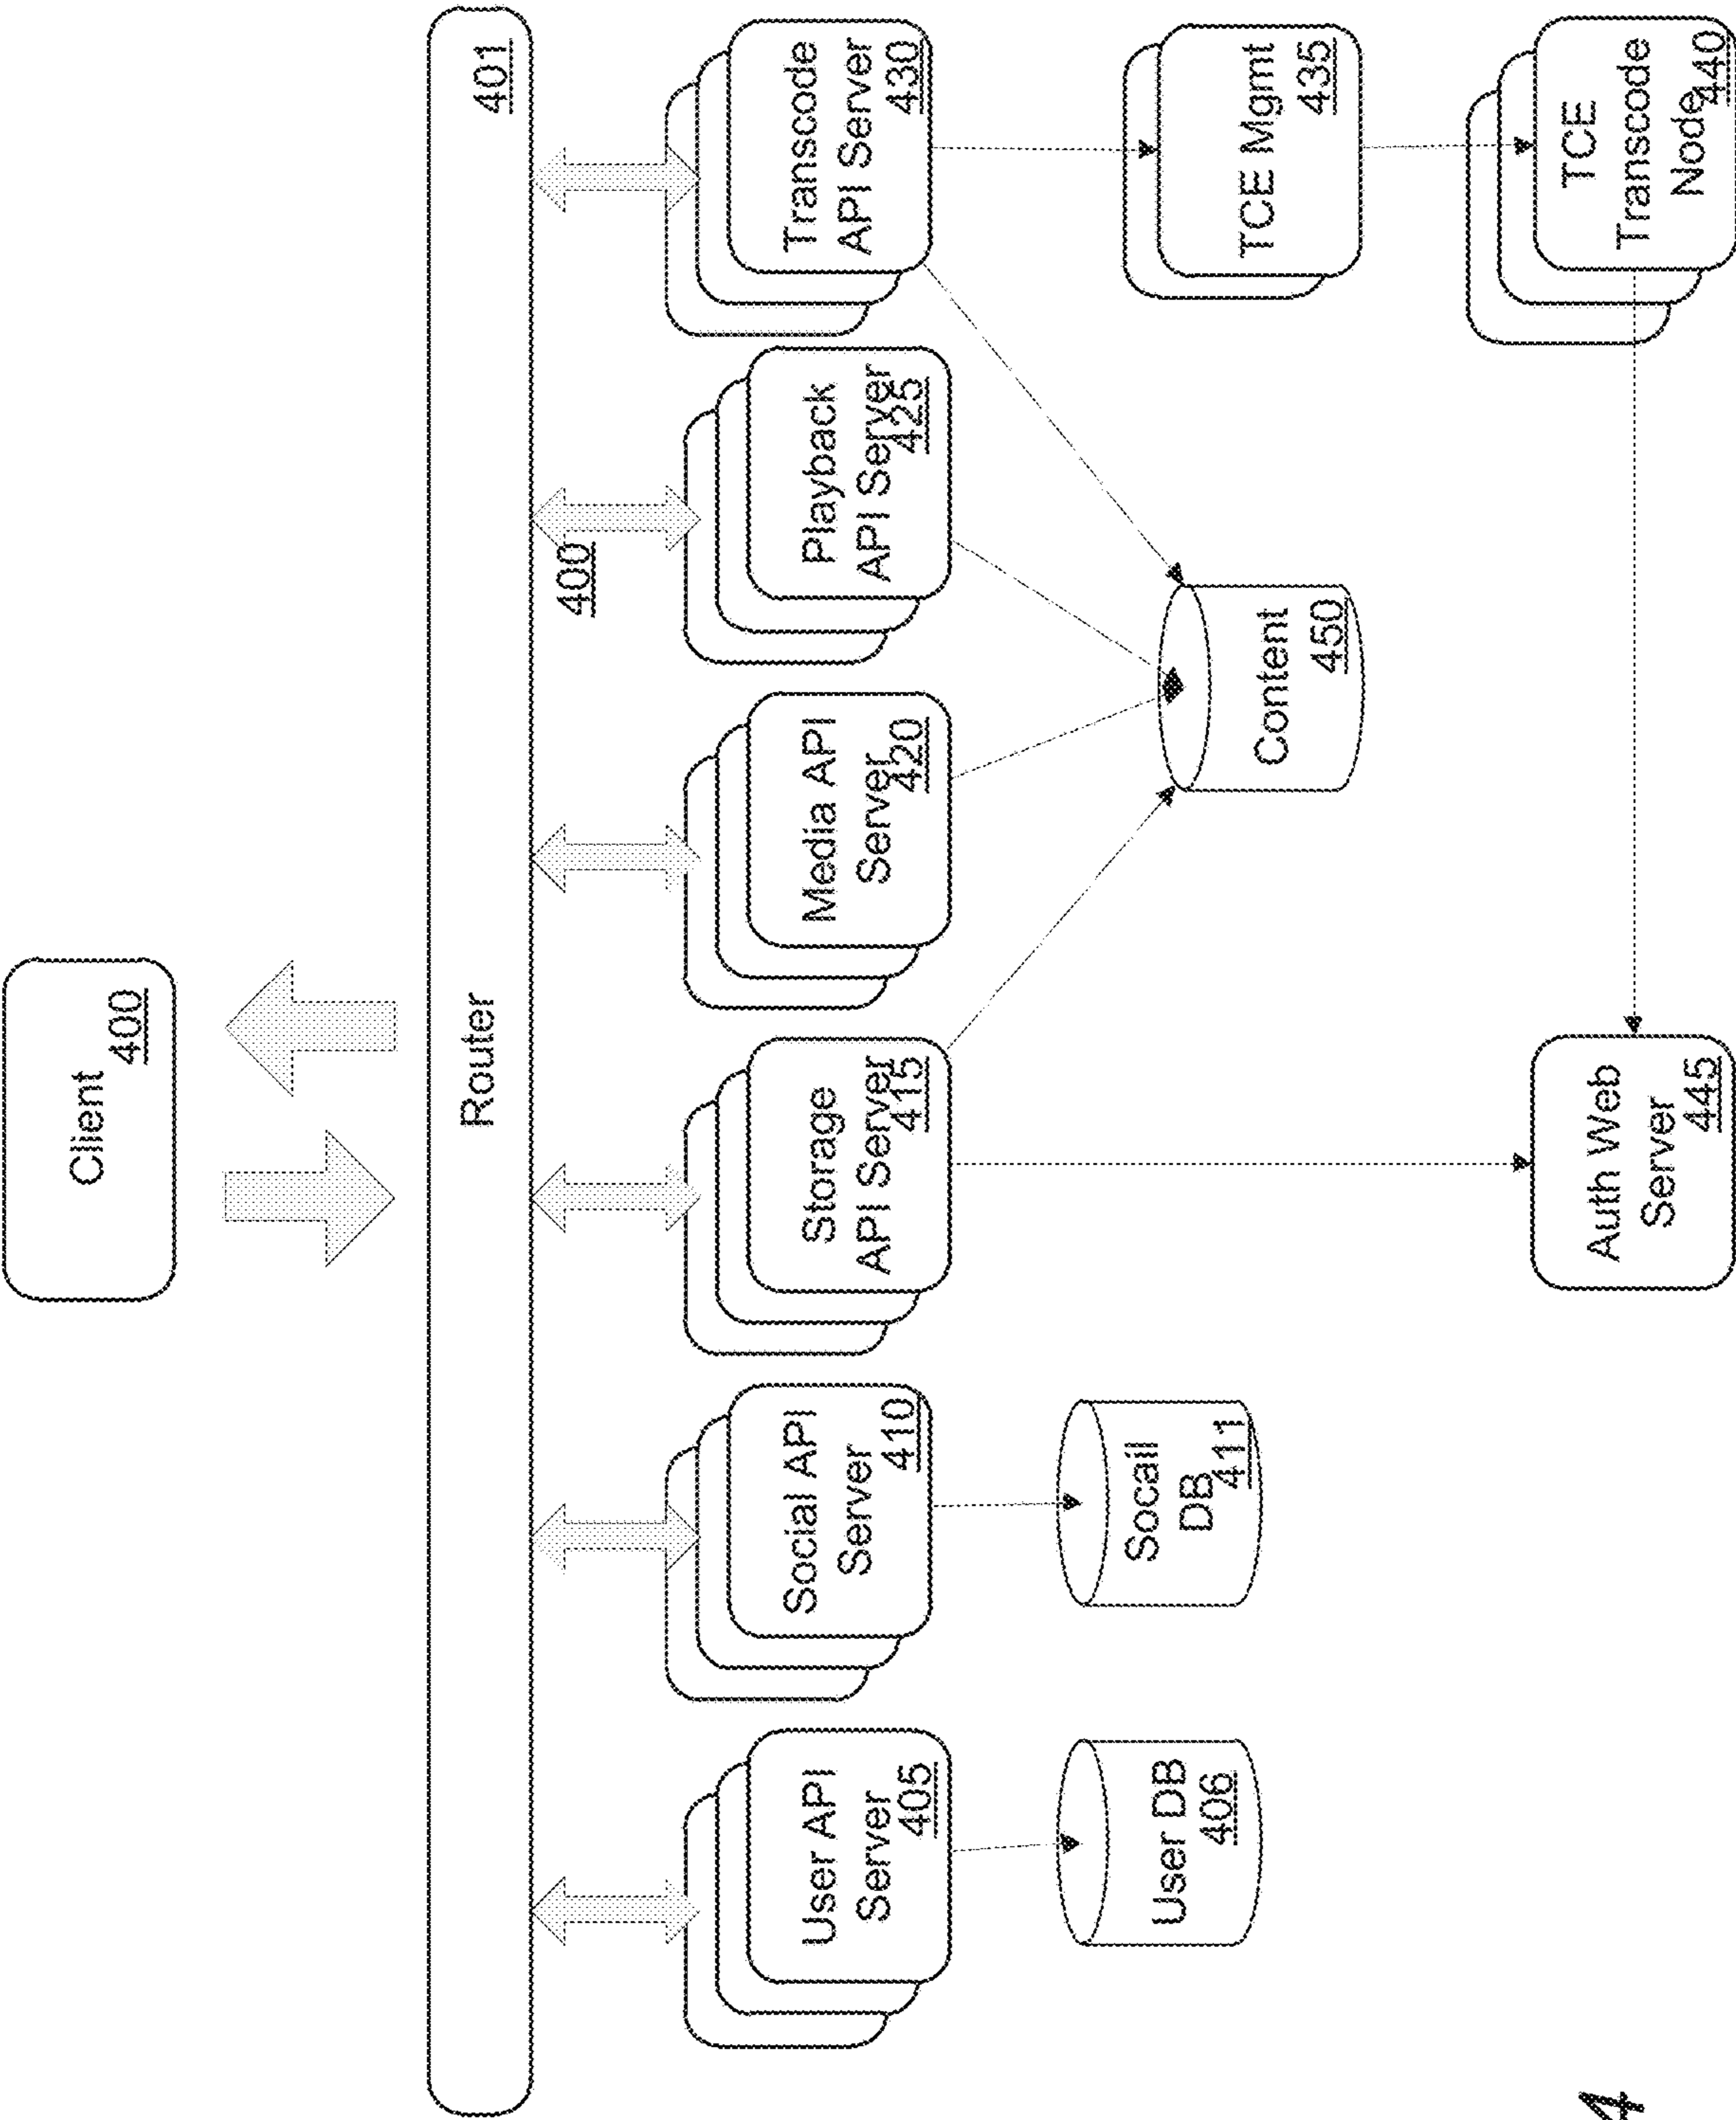 Client
400
Router
401
400
User API
Server
405
Social API
Server
410
Storage
API Server
415
Media API
Server
420
Playback
API Server
425
Transcode
API Server
430
User DB
406
Socail
DB
411
Content
450
TCE Mgmt
435
Auth Web
Server
445
TCE
Transcode
Node
440
4